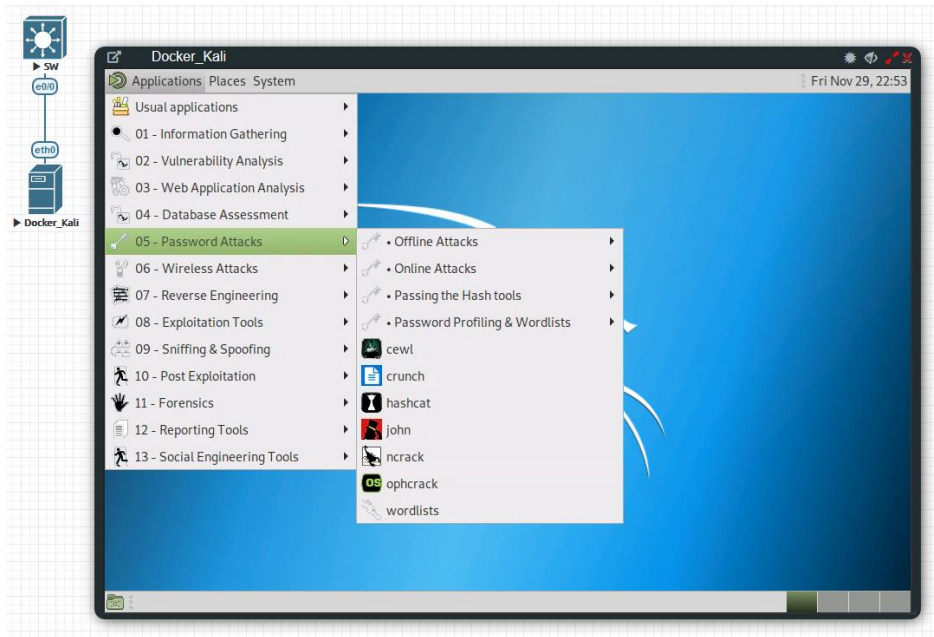 SW
e0/0
eth0
Docker_Kali
Docker_Kali
Applications Places System
Fri Nov 29, 22:53
Usual applications
01 - Information Gathering
02 - Vulnerability Analysis
03 - Web Application Analysis
04 - Database Assessment
05 - Password Attacks
06 - Wireless Attacks
07 - Reverse Engineering
08 - Exploitation Tools
09 - Sniffing & Spoofing
10 - Post Exploitation
11 - Forensics
12 - Reporting Tools
13 - Social Engineering Tools
• Offline Attacks
• Online Attacks
• Passing the Hash tools
• Password Profiling & Wordlists
cewl
crunch
hashcat
john
ncrack
OS
ophcrack
wordlists